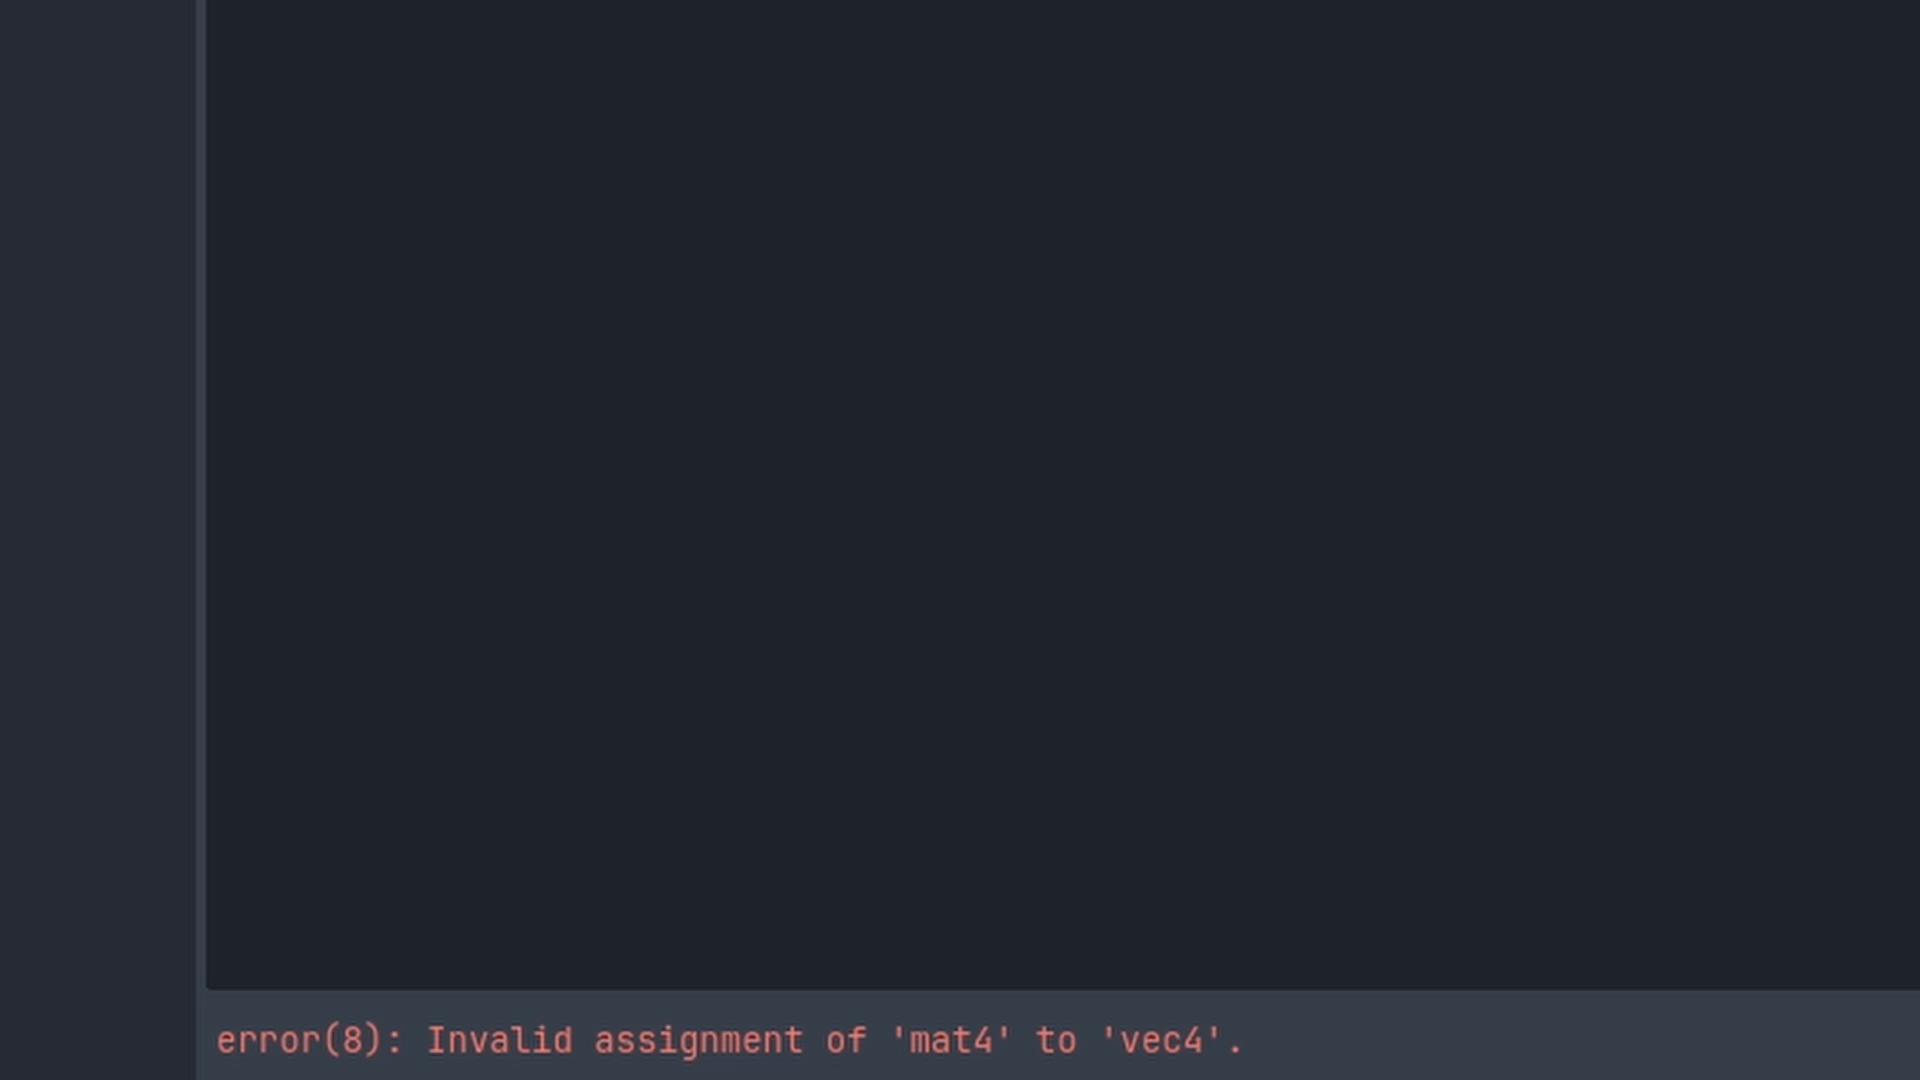 error(8): Invalid assignment of 'mat4' to 'vec4'.